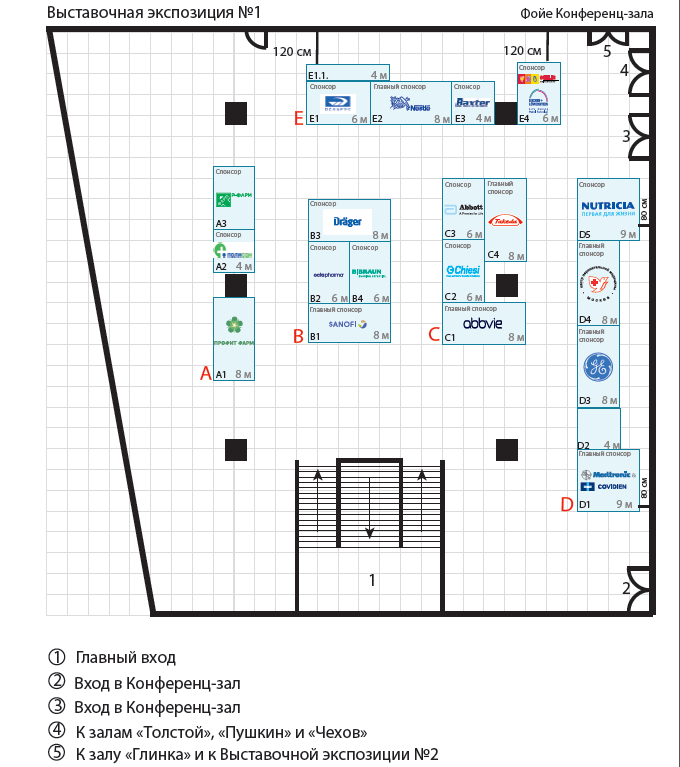 Выставочная экспозиция №1
Фойе Конференц-зала
120 см
120 см
5
4
3
E1.1.
4 м
E
Спонсор
E1
6 м
Главный спонсор
Nestle
E2
8 м
Спонсор
Baxter
E3
4 м
Спонсор
E4
6 м
Спонсор
Р-ФАРМ
A3
Спонсор
A2
4 м
ПРОФИТ ФАРМ
A
A1
8 м
Спонсор
Dräger
B3
8 м
Спонсор
B2
6 м
Спонсор
B|BRAUN
B4
6 м
Главный спонсор
SANOFI
B
B1
8 м
Спонсор
Abbott
C3
6 м
Главный
спонсор
Takeda
C4
8 м
Спонсор
Chiesi
C2
6 м
Главный спонсор
abbvie
C
C1
8 м
Спонсор
NUTRICIA
ПЕРВАЯ ДЛЯ ЖИЗНИ
D5
9 м
80 см
Главный
спонсор
МОСКВА
D4
8 м
Главный
спонсор
GE
D3
8 м
D2
4 м
Главный спонсор
Medtronic
COVIDIEN
D
D1
9 м
80 см
1
2
1 Главный вход
2 Вход в Конференц-зал
3 Вход в Конференц-зал
4 К залам «Толстой», «Пушкин» и «Чехов»
5 К залу «Глинка» и к Выставочной экспозиции №2